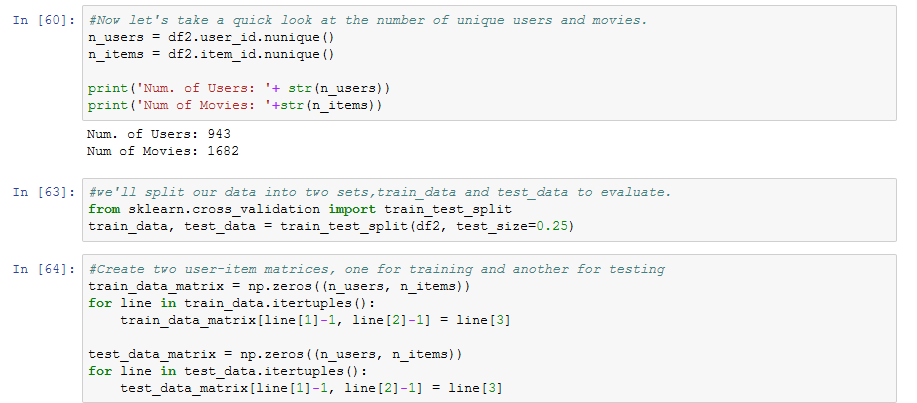 In [60]: #Now let's take a quick look at the number of unique users and movies.
n_users = df2.user_id.nunique()
n_items = df2.item_id.nunique()
print('Num. of Users: '+ str(n_users))
print('Num of Movies: '+str(n_items))
Num. of Users: 943
Num of Movies: 1682
In [63]: #we'll split our data into two sets,train_data and test_data to evaluate.
from sklearn.cross_validation import train_test_split
train_data, test_data = train_test_split(df2, test_size=0.25)
In [64]: #Create two user-item matrices, one for training and another for testing
train_data_matrix = np.zeros((n_users, n_items))
for line in train_data.itertuples():
    train_data_matrix[line[1]-1, line[2]-1] = line[3]
test_data_matrix = np.zeros((n_users, n_items))
for line in test_data.itertuples():
    test_data_matrix[line[1]-1, line[2]-1] = line[3]